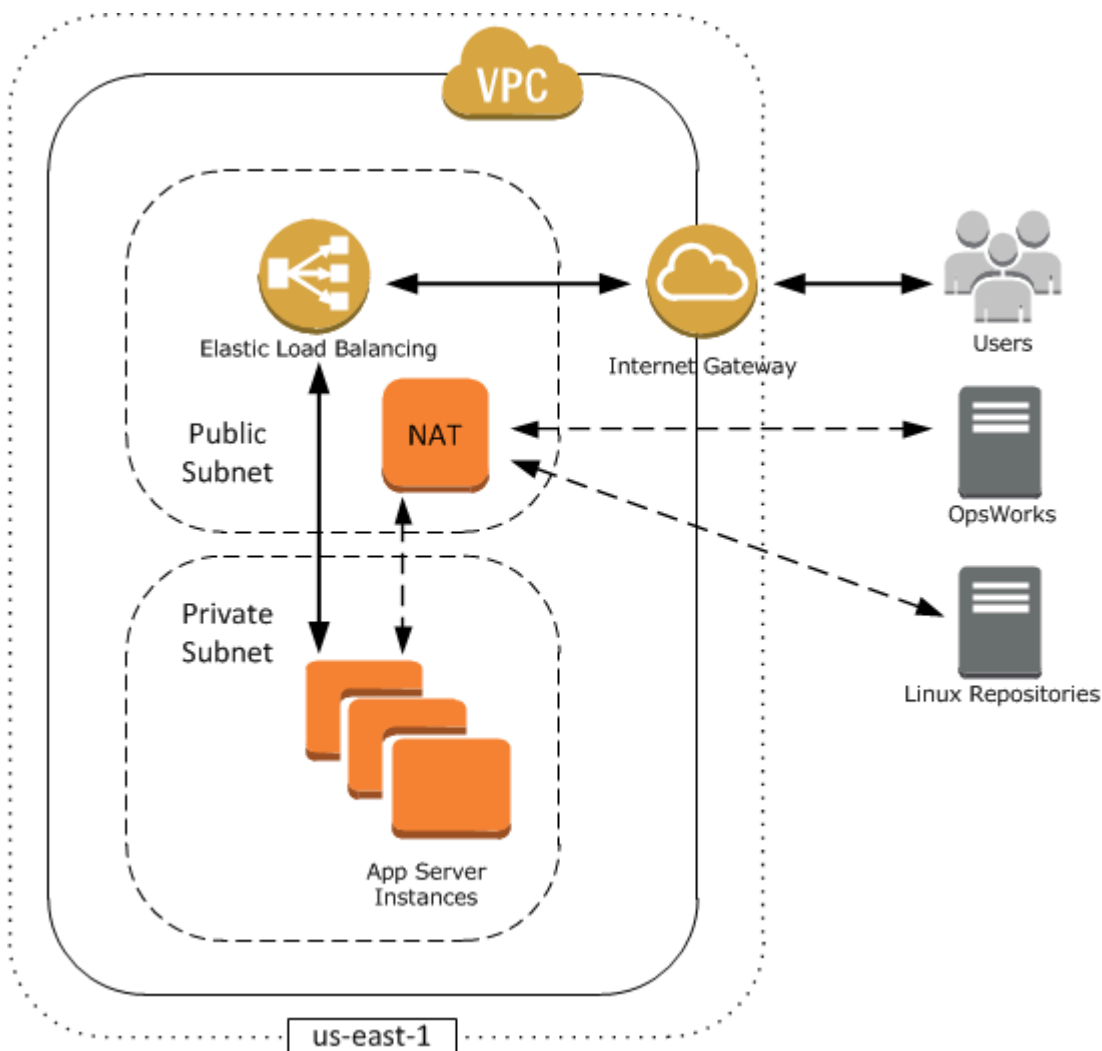 VPC
Elastic Load Balancing
Internet Gateway
Users
Public
Subnet
NAT
OpsWorks
Private
Subnet
Linux Repositories
App Server
Instances
us-east-1